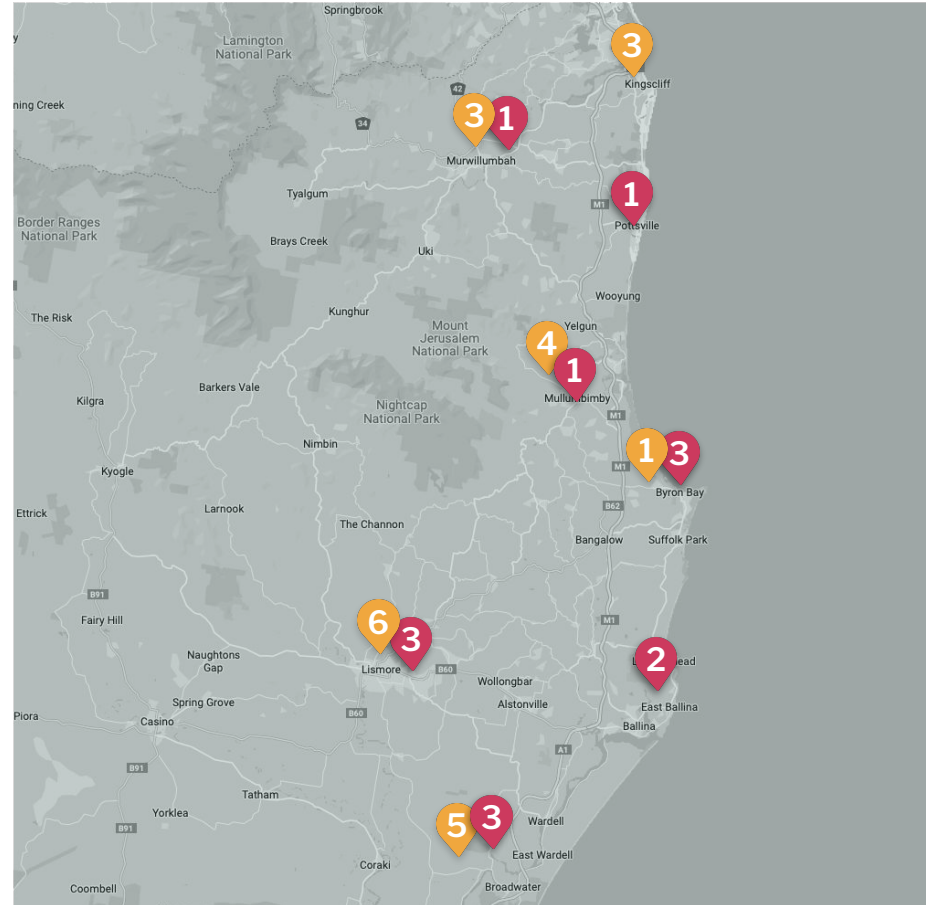 Springbrook
y
Lamington
National Park
3
Kingscliff
42
ning Creek
34
3
1
Murwillumbah
Tyalgum
1
M1
Pottsville
Border Ranges
National Park
Brays Creek
Uki
Wooyung
Kunghur
The Risk
Mount
Jerusalem
National Park
Yelgun
4
1
Mullumbimby
Barkers Vale
Kilgra
Nightcap
National Park
M1
Nimbin
1
3
M1
Kyogle
Byron Bay
Larnook
B62
Ettrick
The Channon
Bangalow
Suffolk Park
B91
Fairy Hill
M1
6
3
Naughtons
Gap
Lismore
B60
2
L
ead
Wollongbar
Spring Grove
Alstonville
East Ballina
Piora
Casino
B60
Ballina
A1
B91
Tatham
Yorklea
B91
5
3
Wardell
East Wardell
Coraki
Coombell
Broadwater